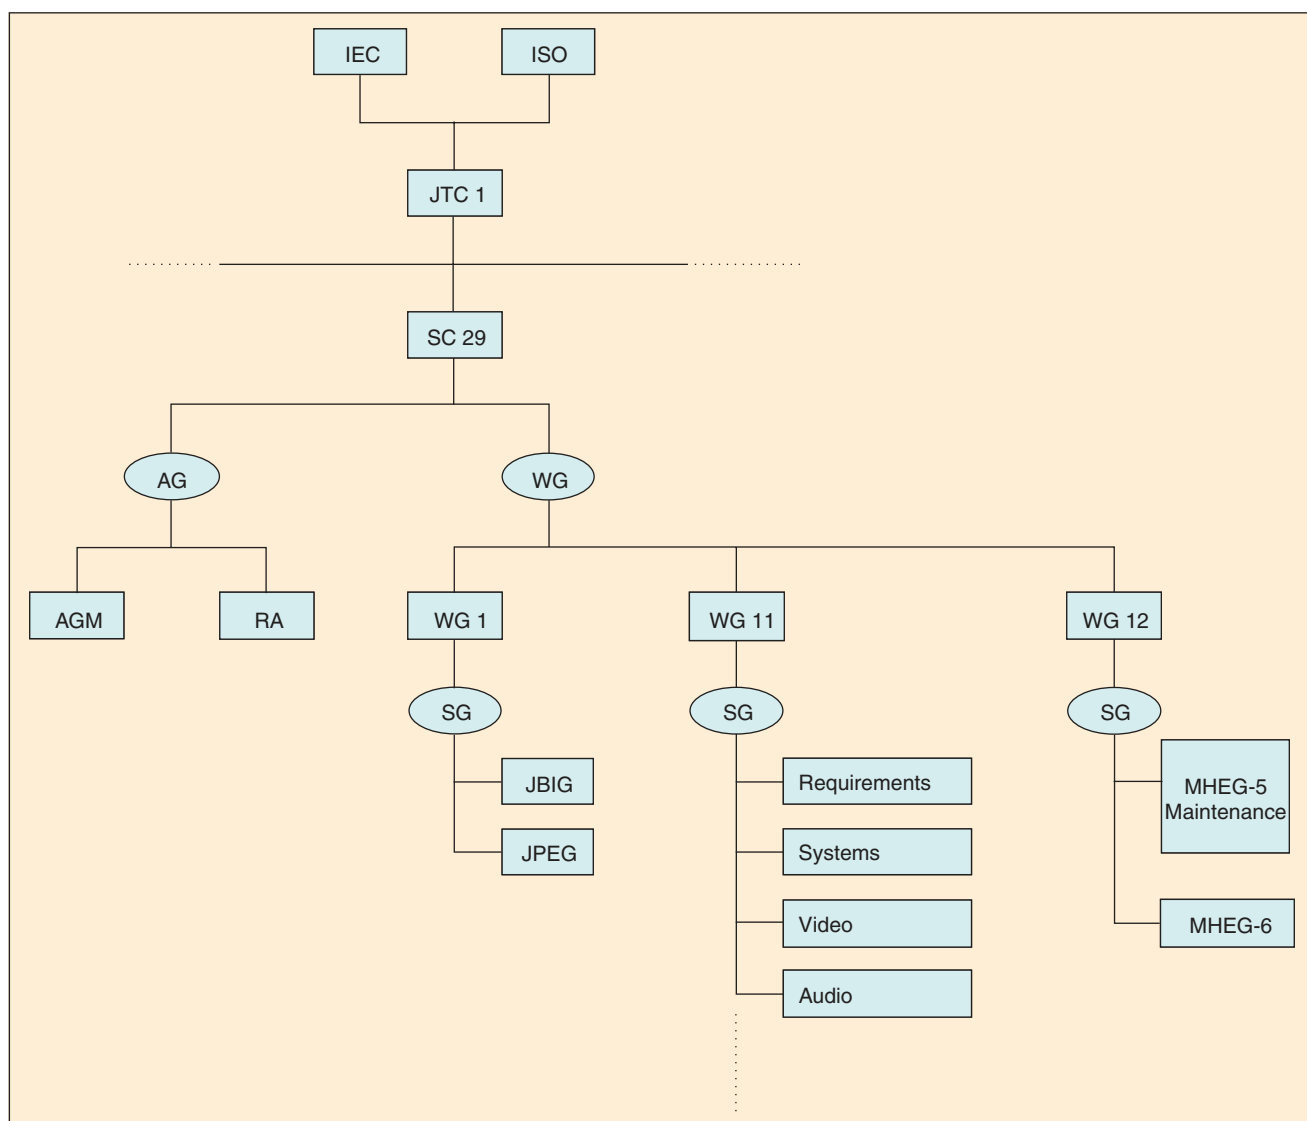 IEC
ISO
JTC 1
SC 29
AG
WG
AGM
RA
WG 1
WG 11
WG 12
SG
SG
SG
JBIG
JPEG
Requirements
Systems
Video
Audio
MHEG-5
Maintenance
MHEG-6